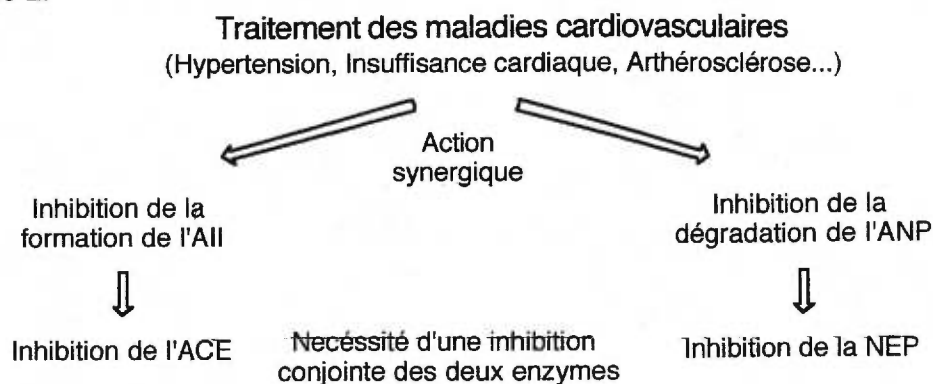 Traitement des maladies cardiovasculaires
(Hypertension, Insuffisance cardiaque, Arthérosclérose...)
Action
synergique
Inhibition de la
formation de l'AII
Inhibition de la
dégradation de l'ANP
Inhibition de l'ACE
Necéssité d'une inhibition
conjointe des deux enzymes
Inhibition de la NEP